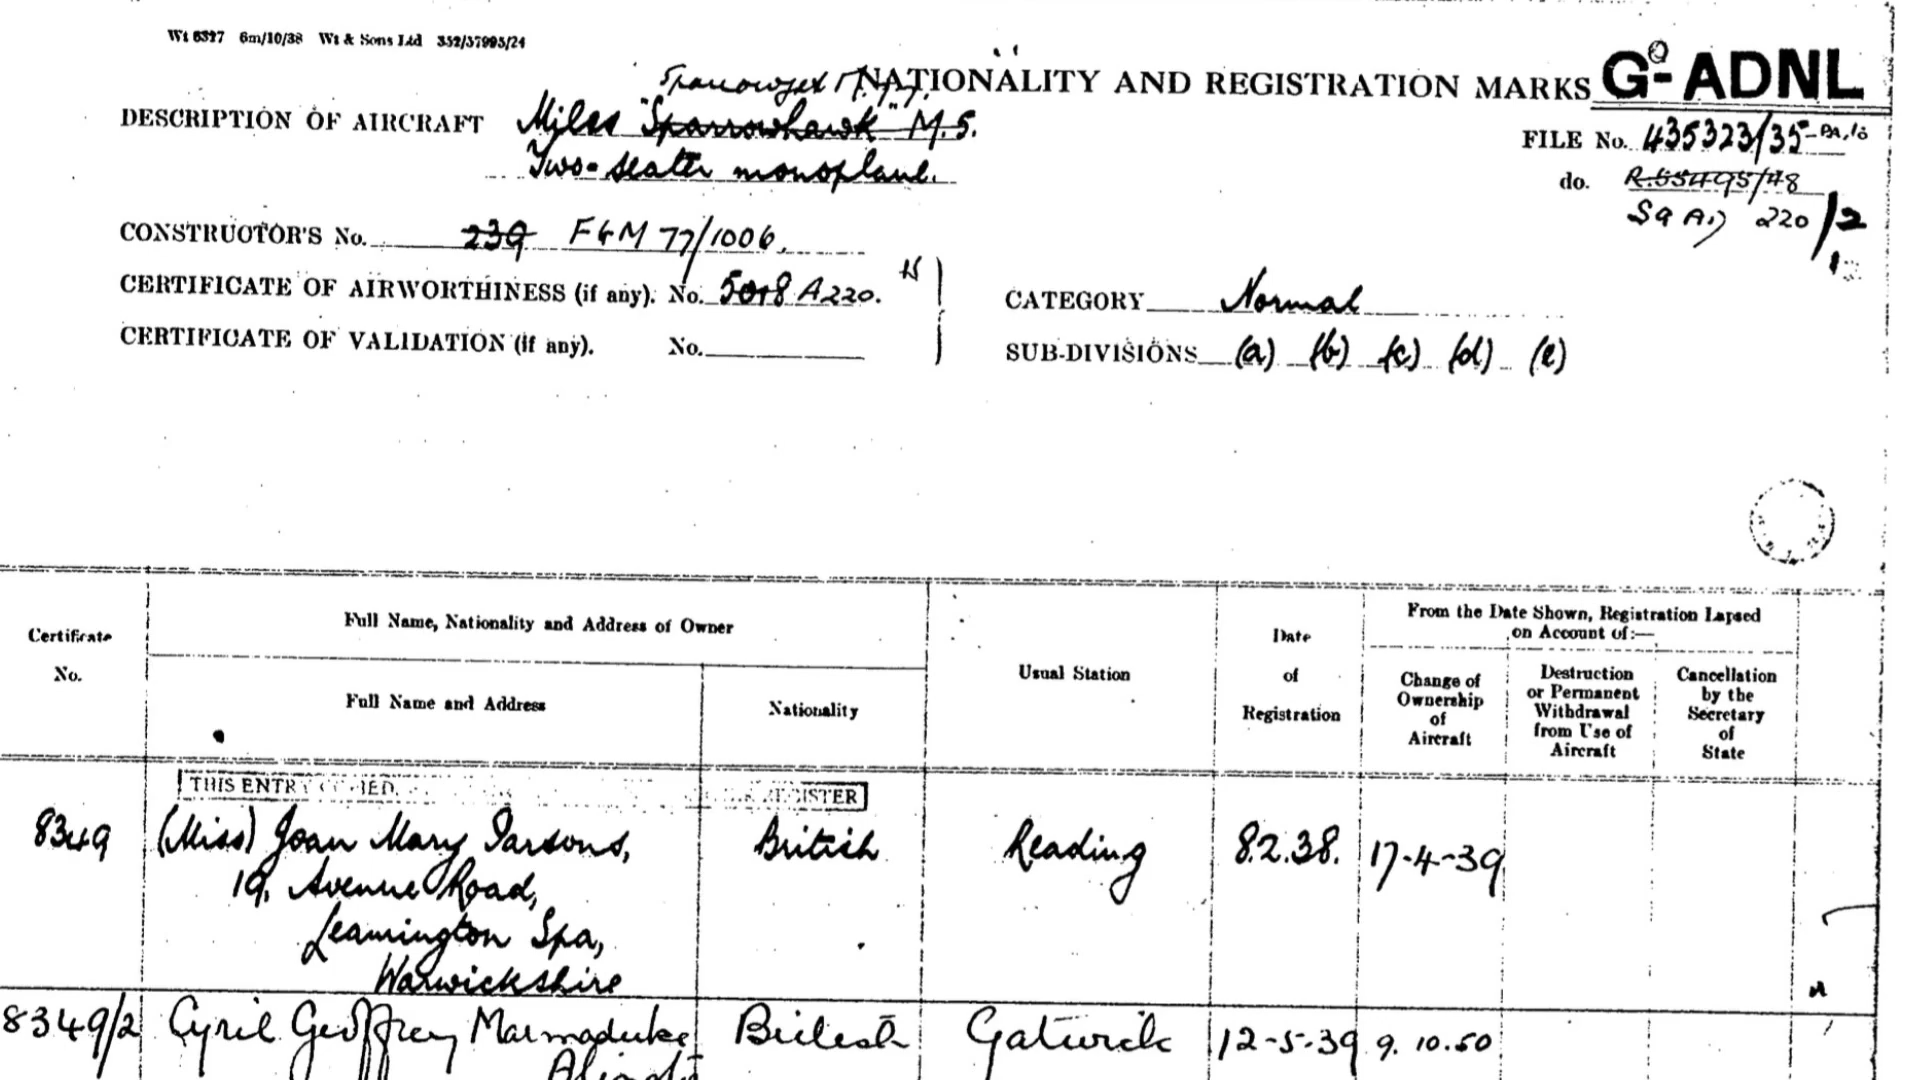 Wt 6327 6m/10/38 Wt & Sons Ltd 352/57995/24
NATIONALITY AND REGISTRATION MARKS G-ADNL
Sparrowjet M.77.
DESCRIPTION OF AIRCRAFT Miles "Sparrowhawk" M.5.
Two-seater monoplane.
FILE No. 435323/35
do. R.55495/48
220/2
CONSTRUCTOR'S No. 239 FGM 77/1006.
CERTIFICATE OF AIRWORTHINESS (if any). No. 5018 A220.
CERTIFICATE OF VALIDATION (if any). No.
CATEGORY Normal
SUB-DIVISIONS (a) (b) (c) (d) (e)
Certificate No.
Full Name, Nationality and Address of Owner
Full Name and Address
Nationality
Usual Station
Date of Registration
From the Date Shown, Registration Lapsed
on Account of:—
Change of Ownership of Aircraft
Destruction or Permanent Withdrawal from Use of Aircraft
Cancellation by the Secretary of State
THIS ENTRY COPIED REGISTER
8349 (Miss) Joan Mary Parsons, British Reading 8.2.38. 17-4-39
19, Avenue Road,
Leamington Spa,
Warwickshire
8349/2 Cyril Geoffrey Marmaduke British Gatwick 12-5-39 9.10.50
Alington